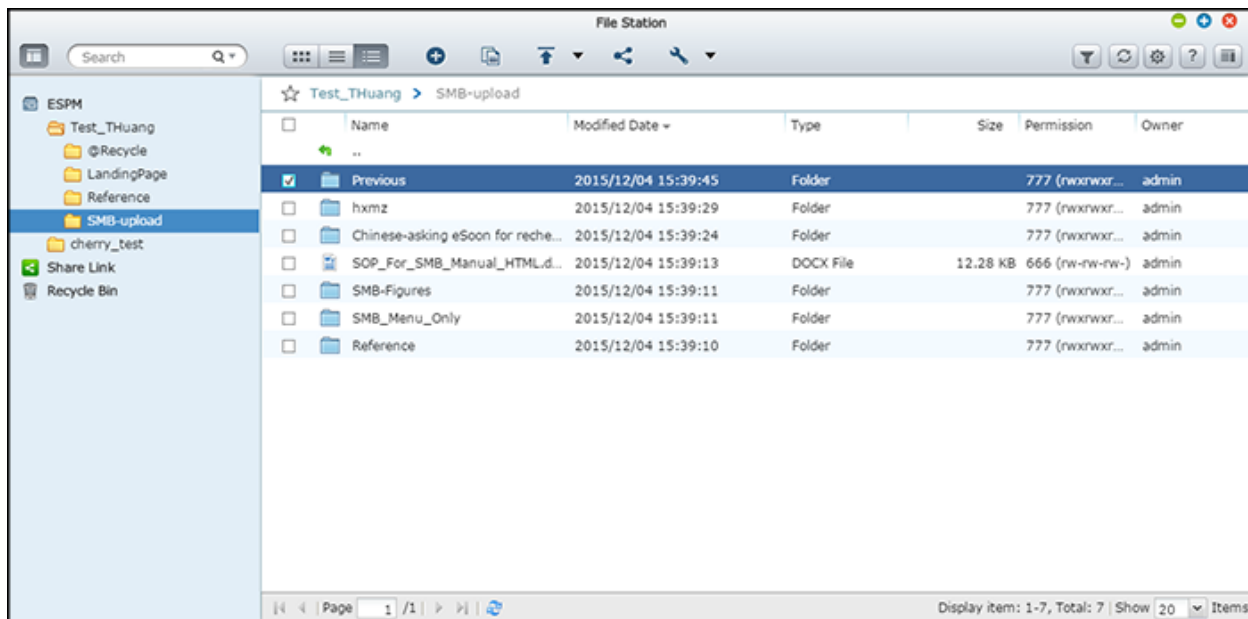 File Station
Search
Test_THuang > SMB-upload
ESPM
Test_THuang
@Recycle
LandingPage
Reference
SMB-upload
cherry_test
Share Link
Recycle Bin
Name Modified Date Type Size Permission Owner
..
Previous 2015/12/04 15:39:45 Folder 777 (rwxrwxr... admin
hxmz 2015/12/04 15:39:29 Folder 777 (rwxrwxr... admin
Chinese-asking eSoon for reche... 2015/12/04 15:39:24 Folder 777 (rwxrwxr... admin
SOP_For_SMB_Manual_HTML.d... 2015/12/04 15:39:13 DOCX File 12.28 KB 666 (rw-rw-rw-) admin
SMB-Figures 2015/12/04 15:39:11 Folder 777 (rwxrwxr... admin
SMB_Menu_Only 2015/12/04 15:39:11 Folder 777 (rwxrwxr... admin
Reference 2015/12/04 15:39:10 Folder 777 (rwxrwxr... admin
Page 1 /1 Display item: 1-7, Total: 7 | Show 20 Items